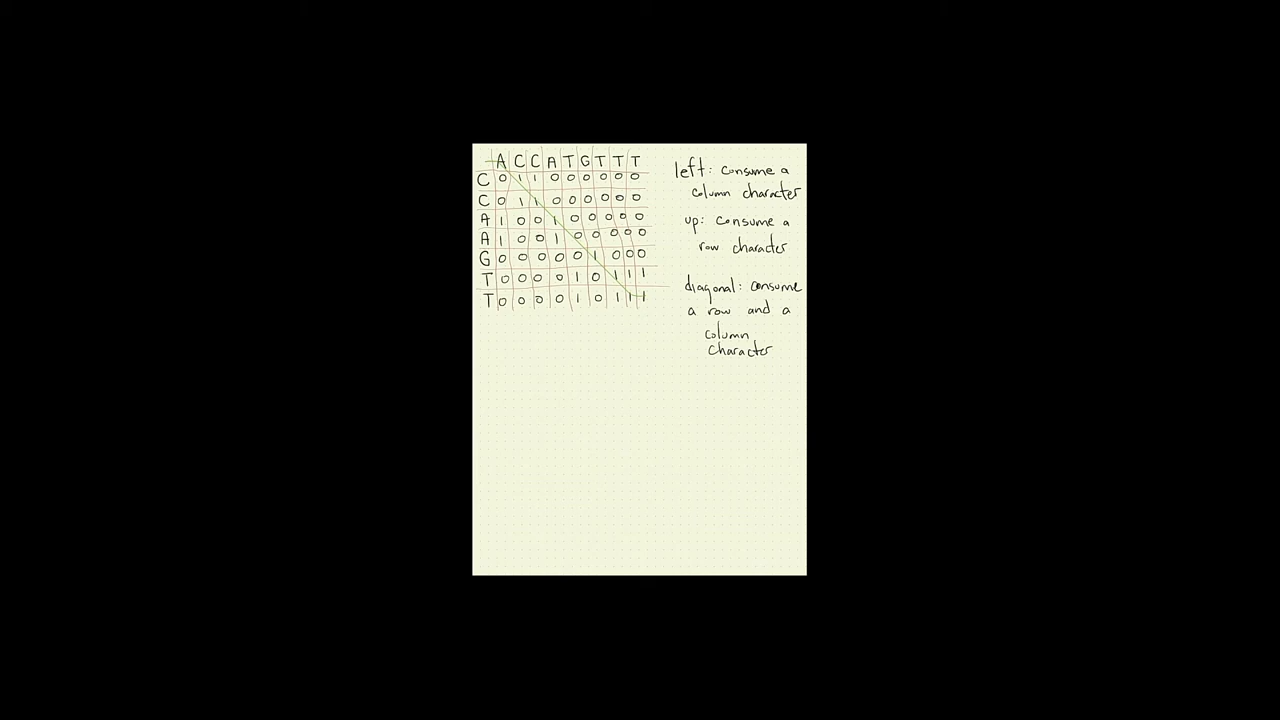 A C C A T G T T T
C 0 1 1 0 0 0 0 0 0
C 0 1 1 0 0 0 0 0 0
A 1 0 0 1 0 0 0 0 0
A 1 0 0 1 0 0 0 0 0
G 0 0 0 0 0 1 0 0 0
T 0 0 0 0 1 0 1 1 1
T 0 0 0 0 1 0 1 1 1
left: consume a
column character
up: consume a
row character
diagonal: consume
a row and a
column
character